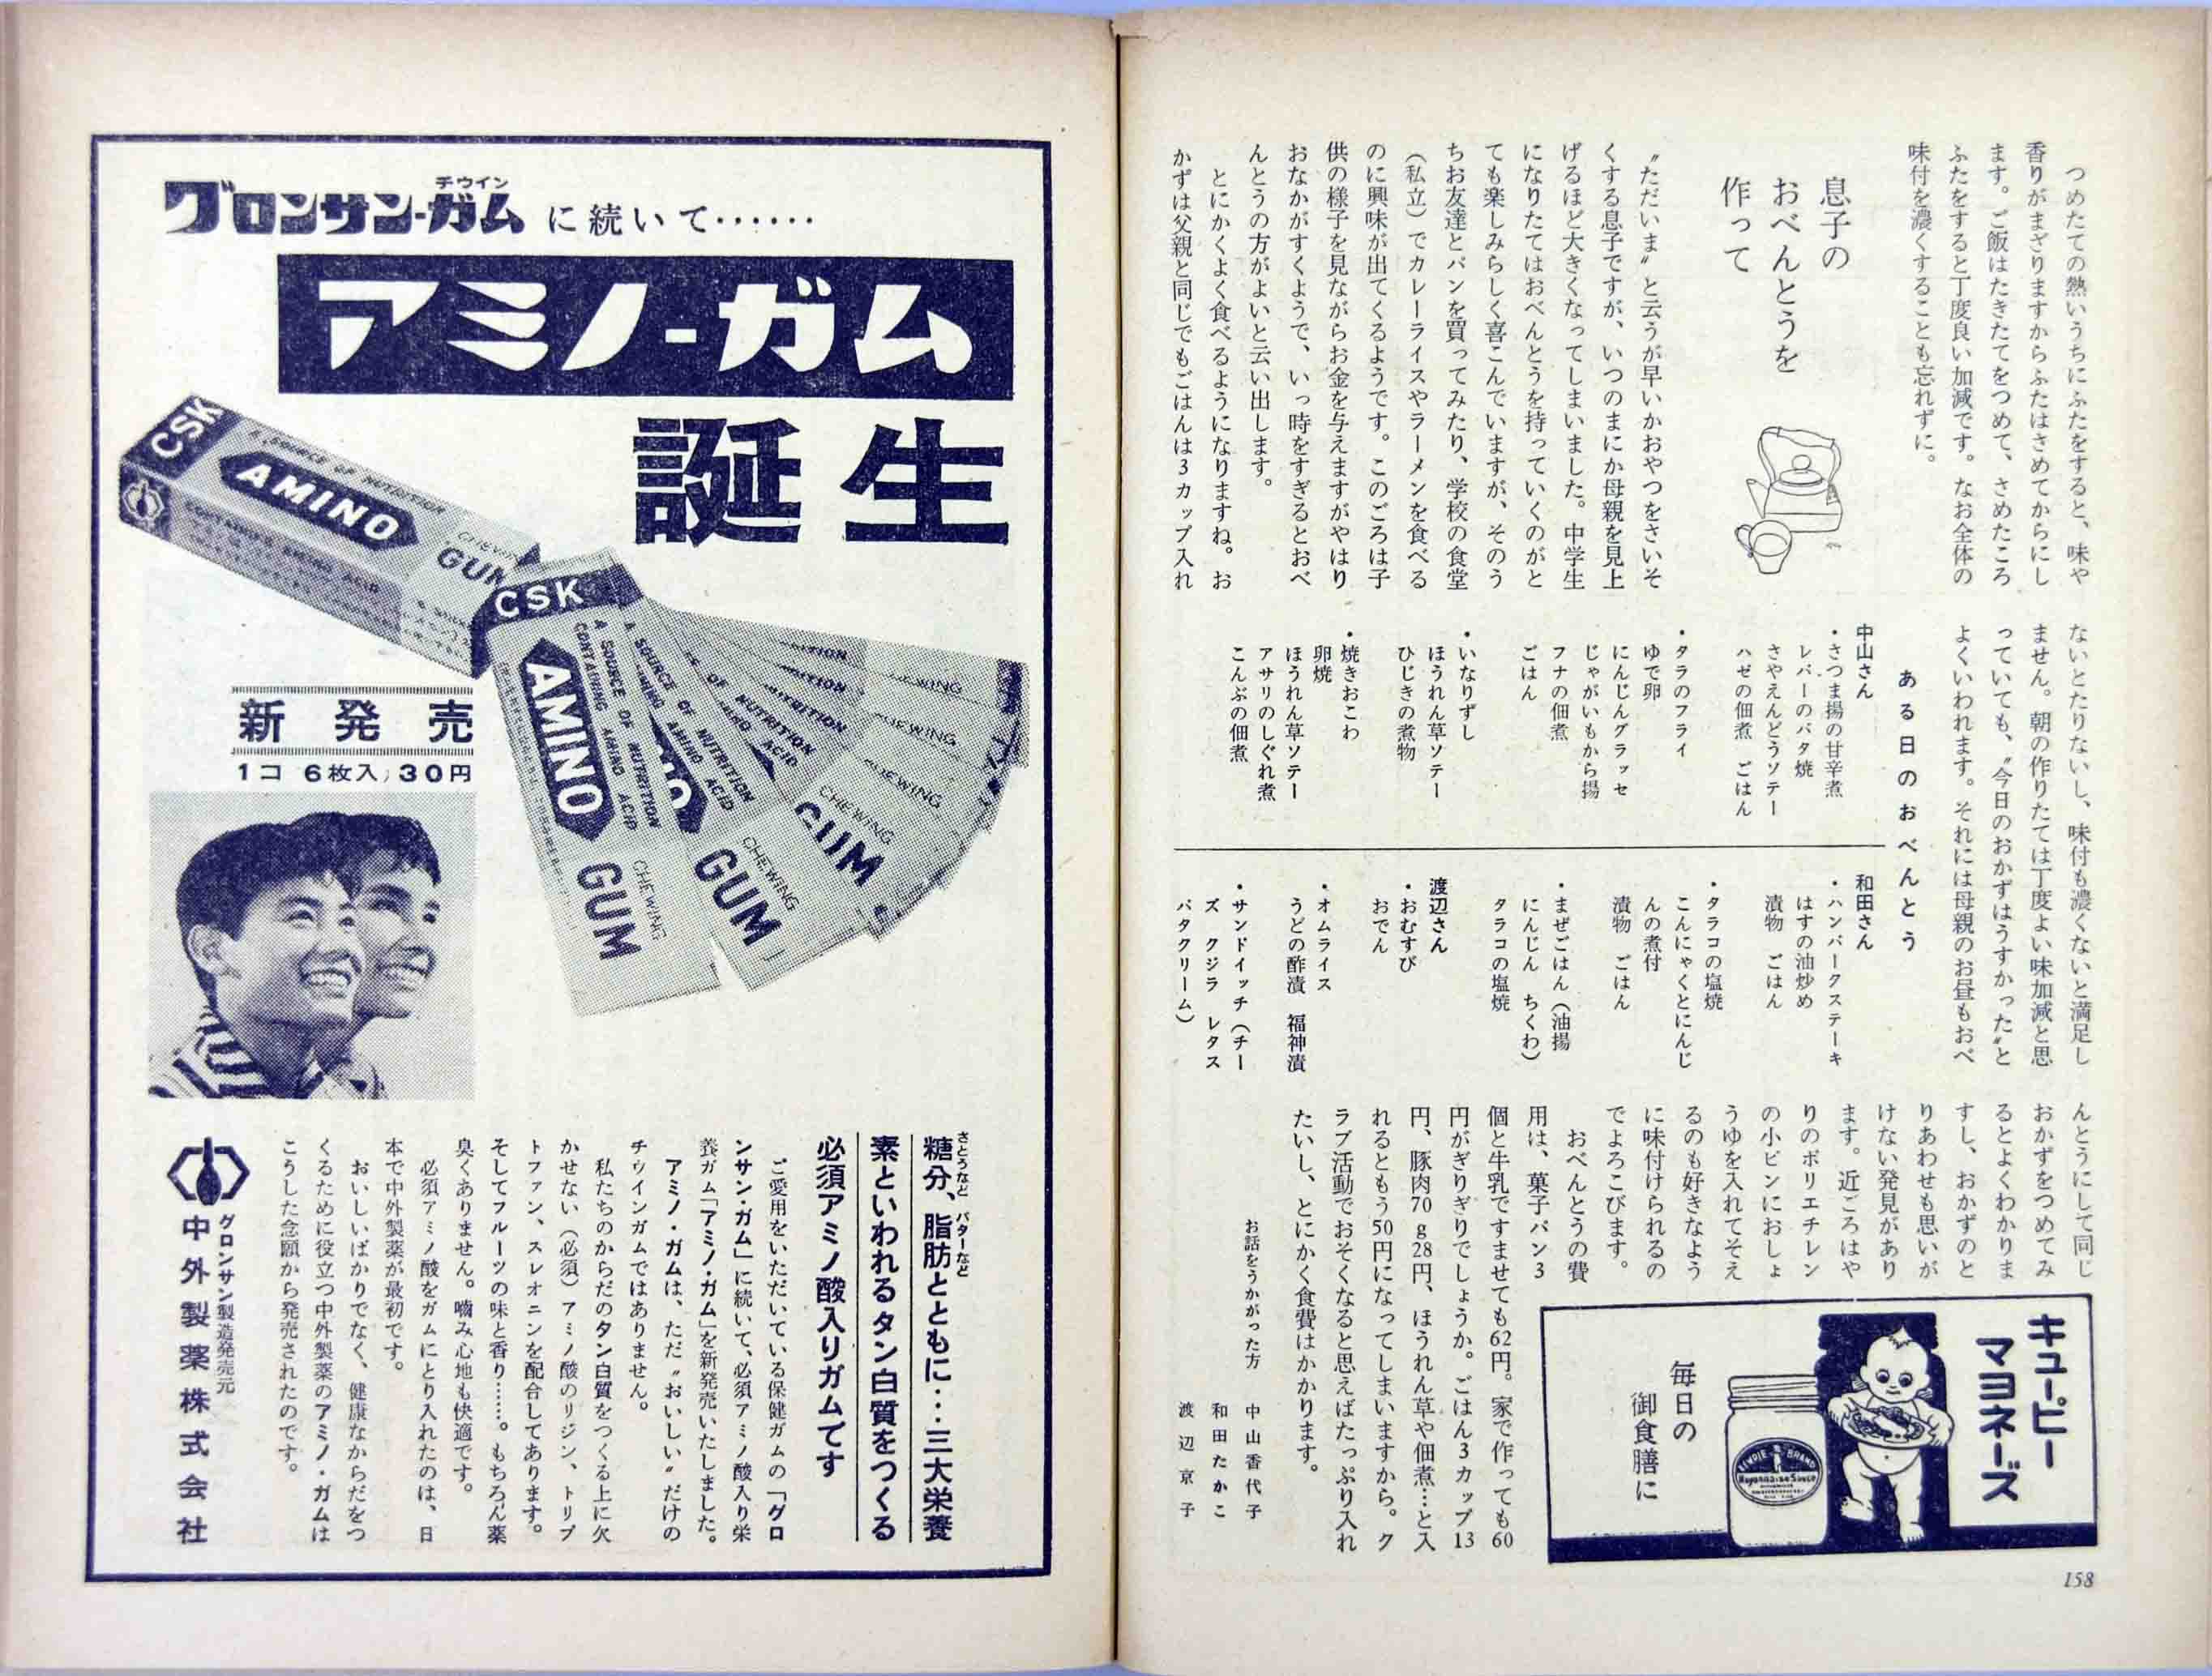 つめたての熱いうちにふたをすると、味や
香りがまざりますからふたはさめてからにし
ます。ご飯はたきたてをつめて、さめたころ
ふたをすると丁度良い加減です。なお全体の
味付を濃くすることも忘れずに。
息子の
おべんとうを
作って
〝ただいま〟と云うが早いかおやつをさいそ
くする息子ですが、いつのまにか母親を見上
げるほど大きくなってしまいました。中学生
になりたてはおべんとうを持っていくのがと
ても楽しみらしく喜こんでいますが、そのう
ちお友達とパンを買ってみたり、学校の食堂
（私立）でカレーライスやラーメンを食べる
のに興味が出てくるようです。このごろは子
供の様子を見ながらお金を与えますがやはり
おなかがすくようで、いっ時をすぎるとおべ
んとうの方がよいと云い出します。
とにかくよく食べるようになりますね。お
かずは父親と同じでもごはんは3カップ入れ
ないとたりないし、味付も濃くないと満足し
ません。朝の作りたては丁度よい味加減と思
っていても、〝今日のおかずはうすかった〟と
よくいわれます。それには母親のお昼もおべ
んとうにして同じ
おかずをつめてみ
るとよくわかりま
すし、おかずのと
りあわせも思いが
けない発見があり
ます。近ごろはや
りのポリエチレン
の小ビンにおしょ
うゆを入れてそえ
るのも好きなよう
に味付けられるの
でよろこびます。
おべんとうの費
用は、菓子パン3
個と牛乳ですませても62円。家で作っても60
円がぎりぎりでしょうか。ごはん3カップ13
円、豚肉70g28円、ほうれん草や佃煮…と入
れるともう50円になってしまいますから。ク
ラブ活動でおそくなると思えばたっぷり入れ
たいし、とにかく食費はかかります。
お話をうかがった方　中山香代子
和田たかこ
渡辺京子
ある日のおべんとう
中山さん
・さつま揚の甘辛煮
レバーのバタ焼
さやえんどうソテー
ハゼの佃煮　ごはん
・タラのフライ
ゆで卵
にんじんグラッセ
じゃがいもから揚
フナの佃煮
ごはん
・いなりずし
ほうれん草ソテー
ひじきの煮物
・焼きおこわ
卵焼
ほうれん草ソテー
アサリのしぐれ煮
こんぶの佃煮
和田さん
・ハンバークステーキ
はすの油炒め
漬物　ごはん
・タラコの塩焼
こんにゃくとにんじ
んの煮付
漬物　ごはん
・まぜごはん（油揚
にんじん　ちくわ）
タラコの塩焼
渡辺さん
・おむすび
おでん
・オムライス
うどの酢漬　福神漬
・サンドイッチ（チー
ズ　クジラ　レタス
バタクリーム）
キューピー
マヨネーズ
毎日の
御食膳に
KEWPIE BRAND
Mayonnaise Sauce
158
チウイン
グロンサン-ガムに続いて……
アミノ-ガム
誕生
CSK
A SOURCE OF NUTRITION
AMINO
CONTAINING AMINO ACID
CHEWING
GUM
CSK
AMINO
A SOURCE OF NUTRITION
CONTAINING AMINO ACID
CHEWING
GUM
A SOURCE OF NUTRITION
AMINO ACID
CHEWING
GUM
OF NUTRITION
CHEWING
GUM
新発売
1コ 6枚入 30円
糖分、脂肪とともに…三大栄養
さとうなど　バターなど
素といわれるタン白質をつくる
必須アミノ酸入りガムです
ご愛用をいただいている保健ガムの「グロ
ンサン・ガム」に続いて、必須アミノ酸入り栄
養ガム「アミノ・ガム」を新発売いたしました。
アミノ・ガムは、ただ〝おいしい〟だけの
チウインガムではありません。
私たちのからだのタン白質をつくる上に欠
かせない（必須）アミノ酸のリジン、トリプ
トファン、スレオニンを配合してあります。
そしてフルーツの味と香り……。もちろん薬
臭くありません。噛み心地も快適です。
必須アミノ酸をガムにとり入れたのは、日
本で中外製薬が最初です。
おいしいばかりでなく、健康なからだをつ
くるために役立つ中外製薬のアミノ・ガムは
こうした念願から発売されたのです。
グロンサン製造発売元
中外製薬株式会社